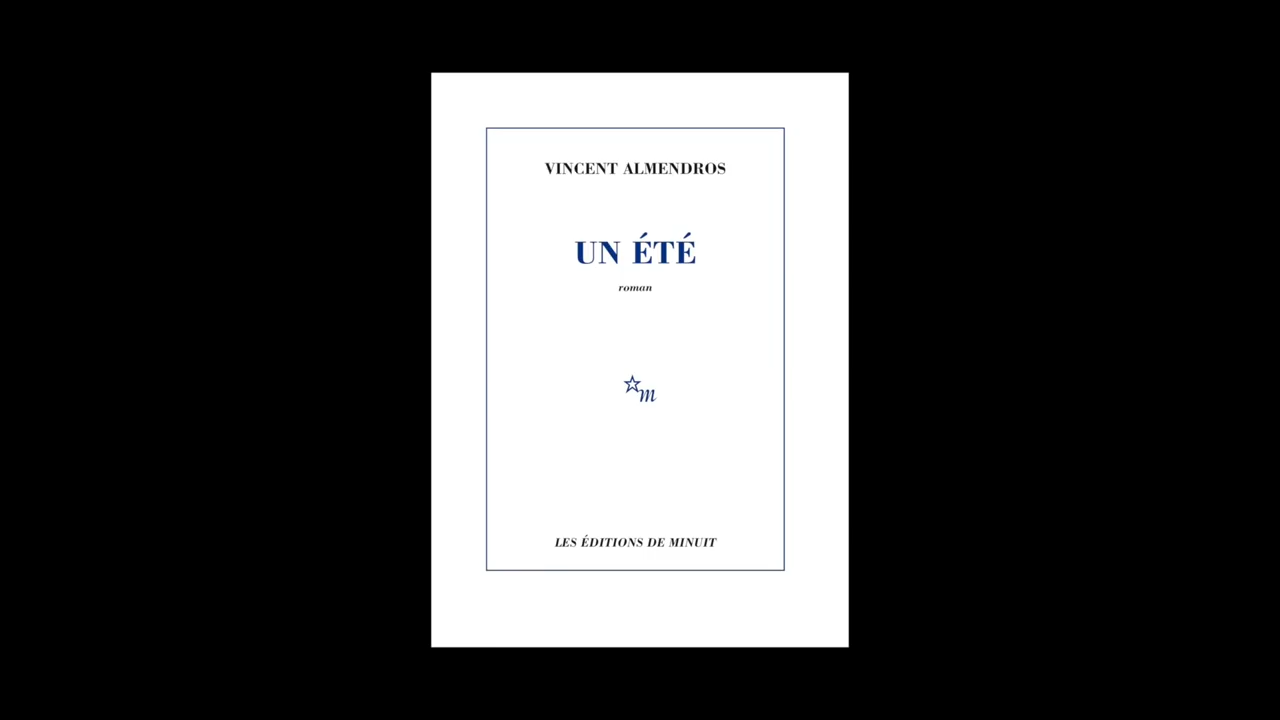 VINCENT ALMENDROS
UN ÉTÉ
roman
m
LES ÉDITIONS DE MINUIT